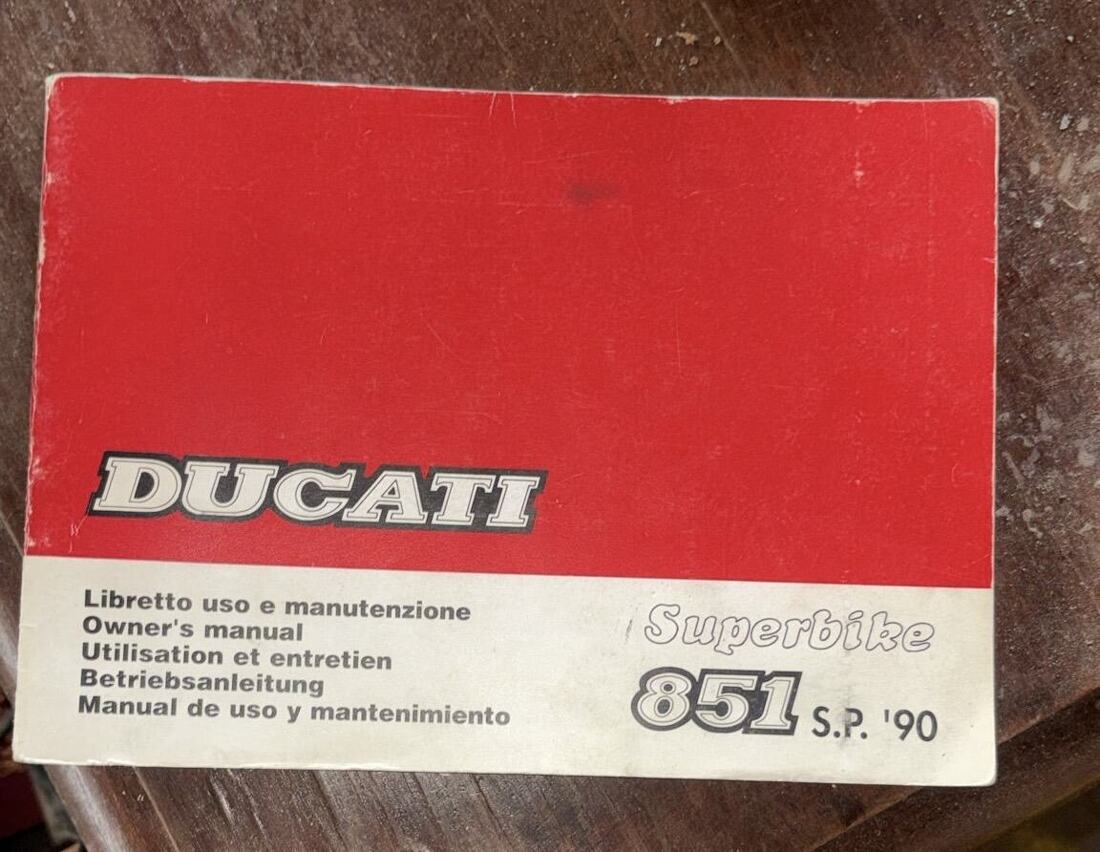 DUCATI
Libretto uso e manutenzione
Owner's manual
Utilisation et entretien
Betriebsanleitung
Manual de uso y mantenimiento
Superbike
851 S.P. '90